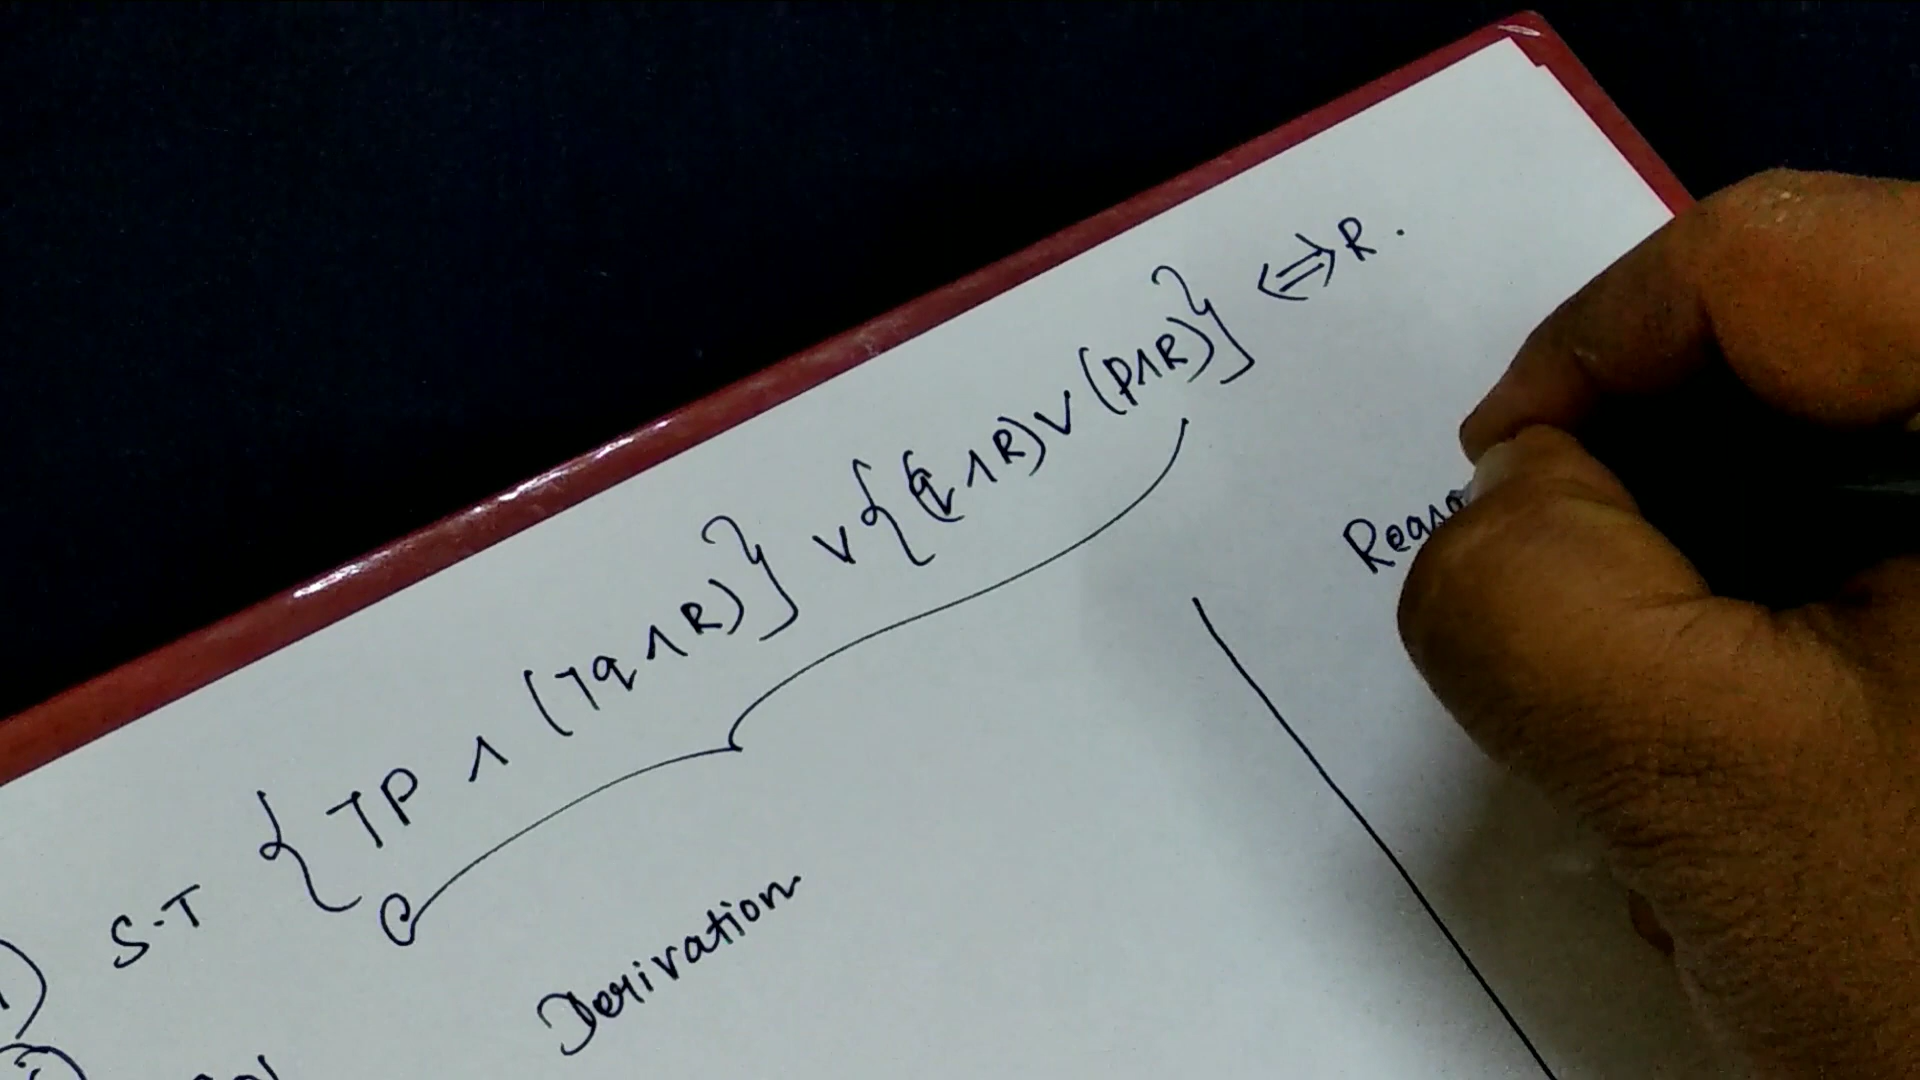 S.T {¬P ∧ (¬q ∧ R)} ∨ {(q ∧ R) ∨ (P ∧ R)} ⇔ R.
Derivation